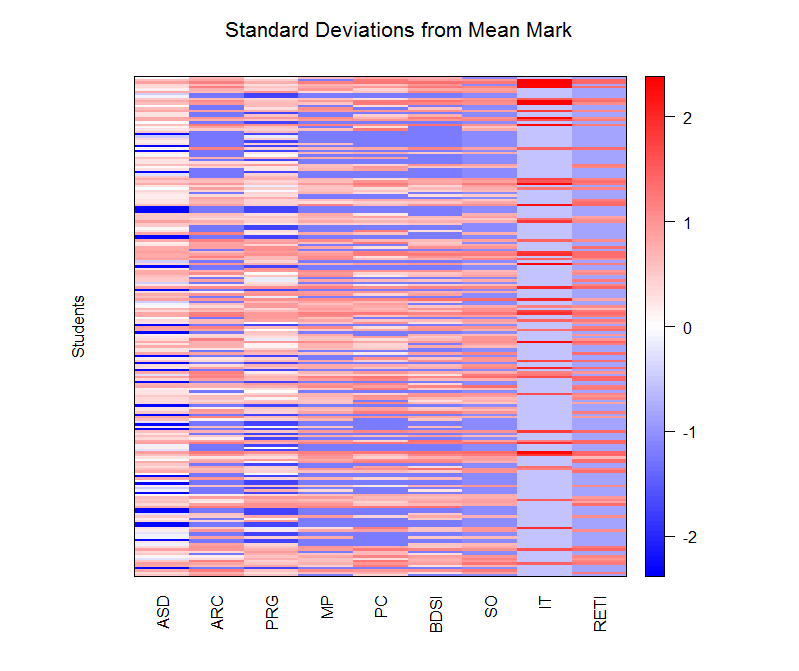 Standard Deviations from Mean Mark
Students
2
1
0
-1
-2
ASD
ARC
PRG
MP
PC
BDSI
SO
IT
RETI